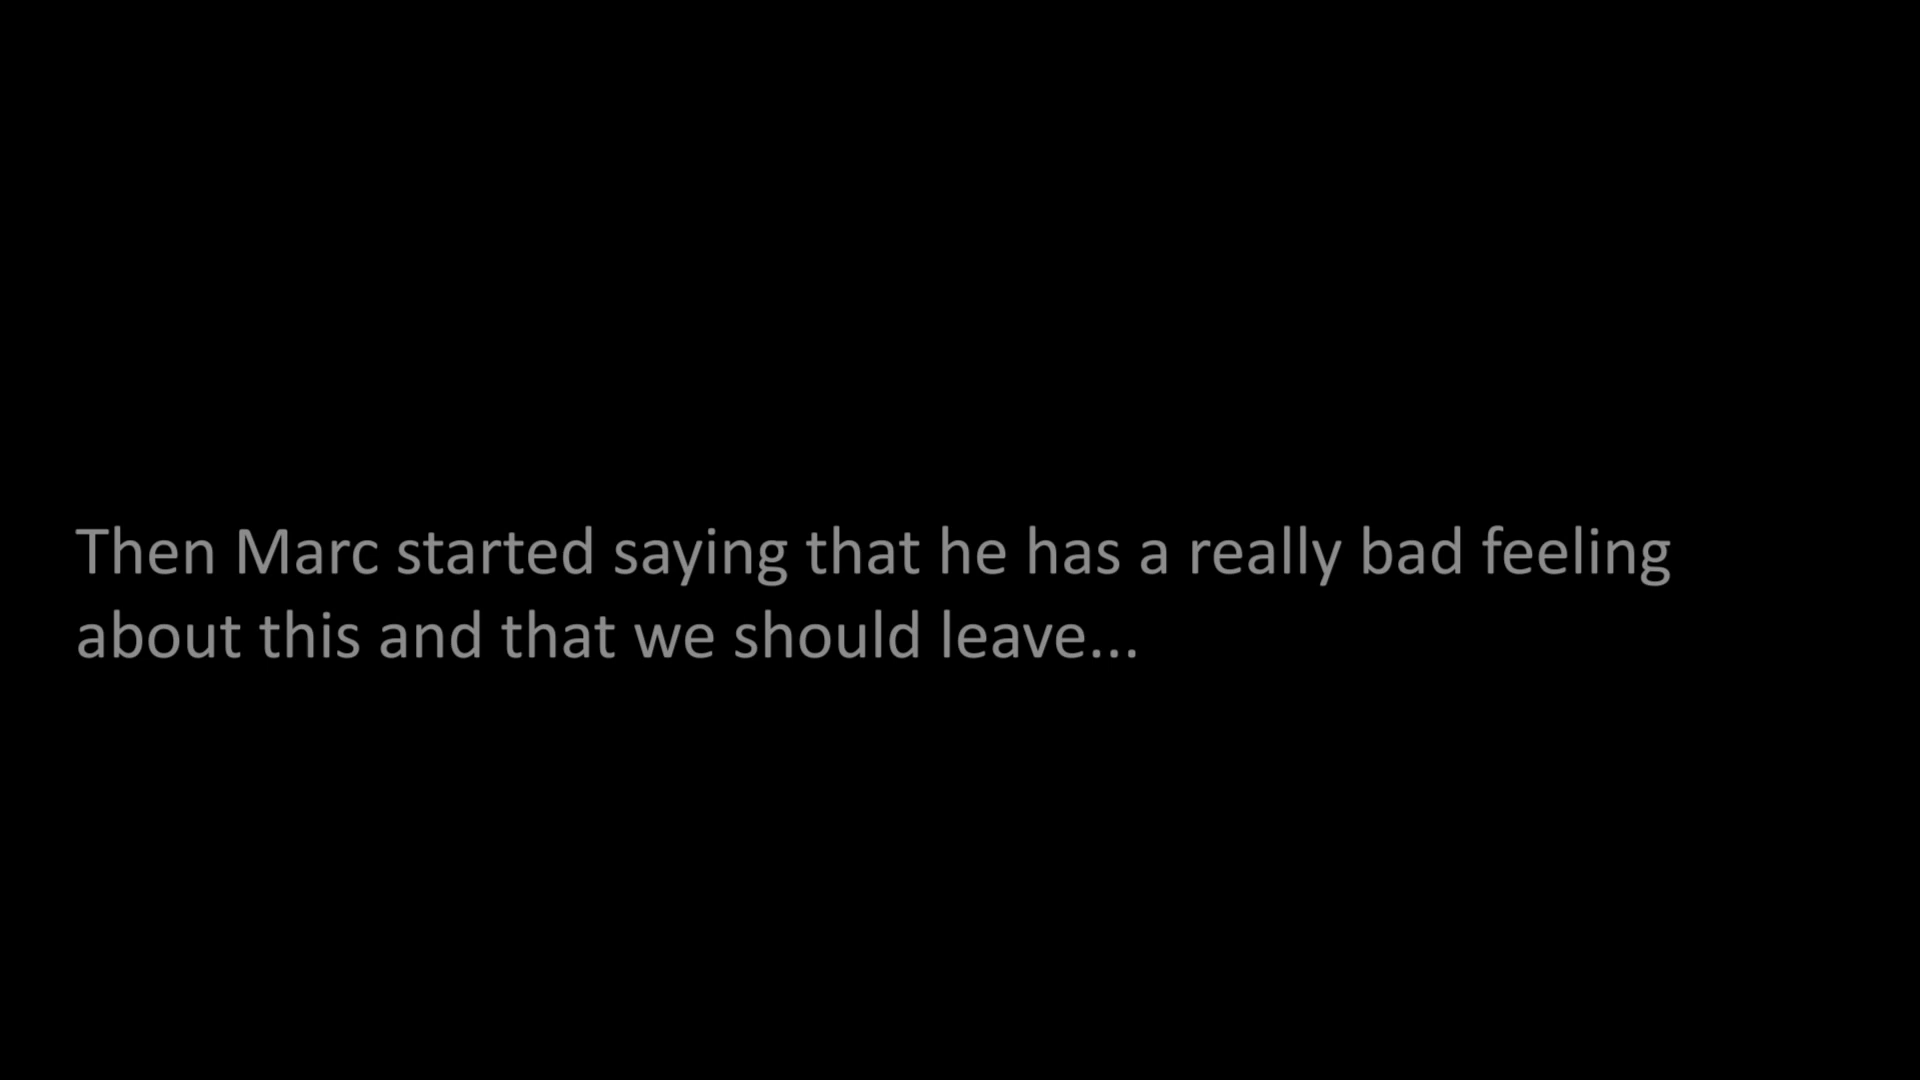 Then Marc started saying that he has a really bad feeling
about this and that we should leave...